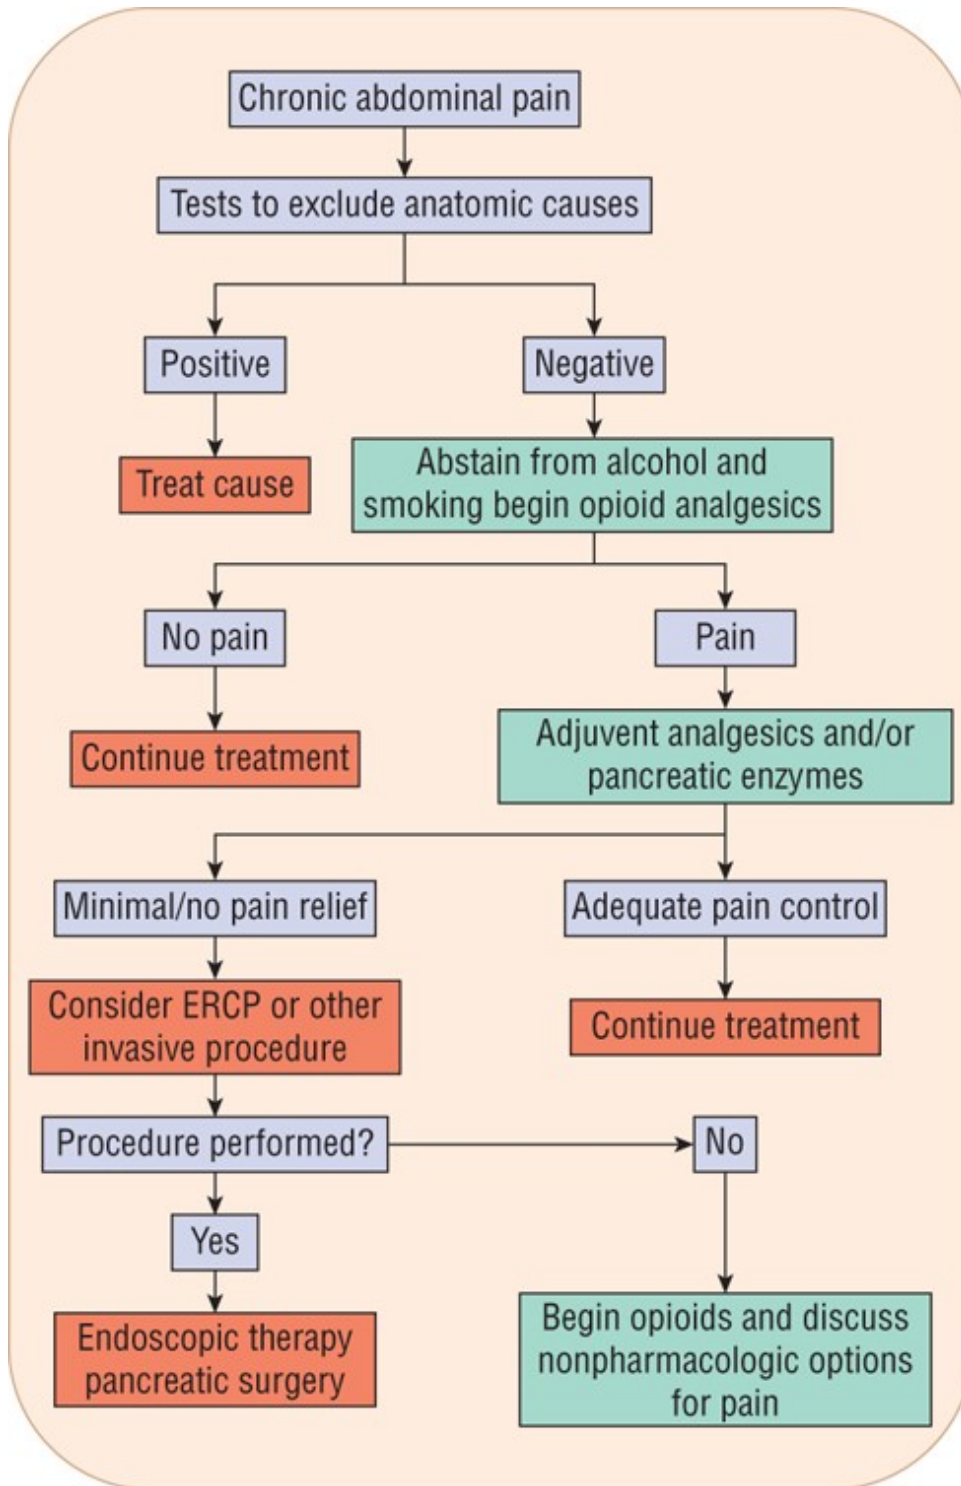 Chronic abdominal pain
Tests to exclude anatomic causes
Positive
Negative
Treat cause
Abstain from alcohol and
smoking begin opioid analgesics
No pain
Pain
Continue treatment
Adjuvent analgesics and/or
pancreatic enzymes
Minimal/no pain relief
Adequate pain control
Consider ERCP or other
invasive procedure
Continue treatment
Procedure performed?
No
Yes
Endoscopic therapy
pancreatic surgery
Begin opioids and discuss
nonpharmacologic options
for pain